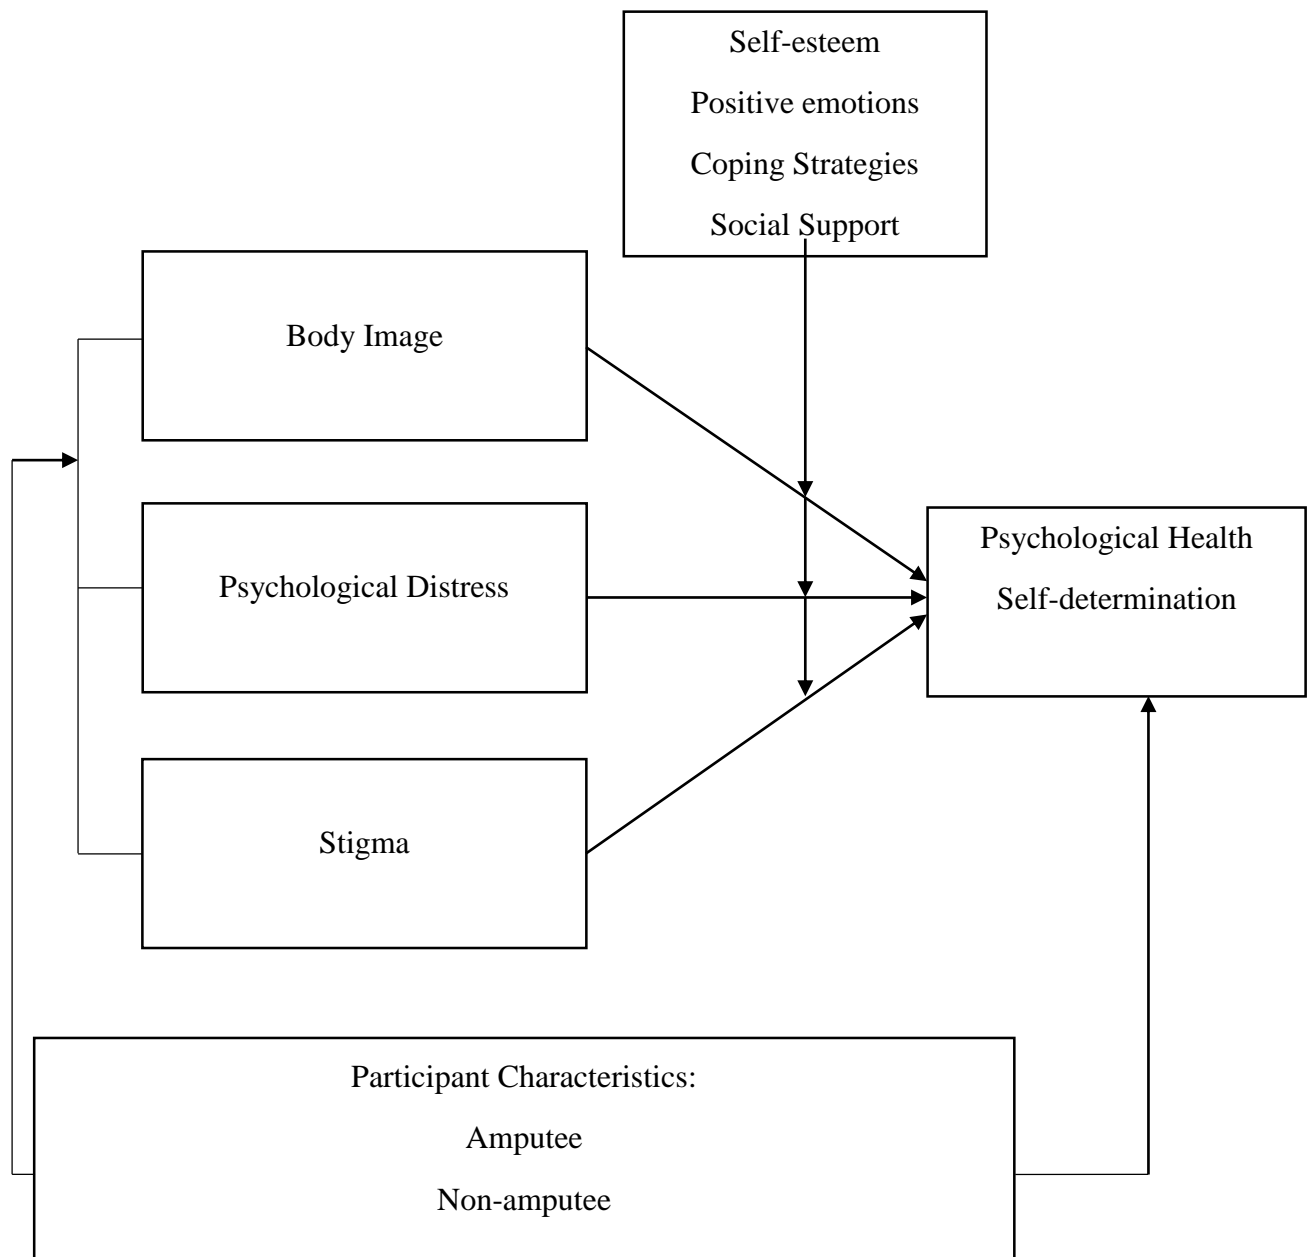 Self-esteem
Positive emotions
Coping Strategies
Social Support
Body Image
Psychological Distress
Stigma
Psychological Health
Self-determination
Participant Characteristics:
Amputee
Non-amputee